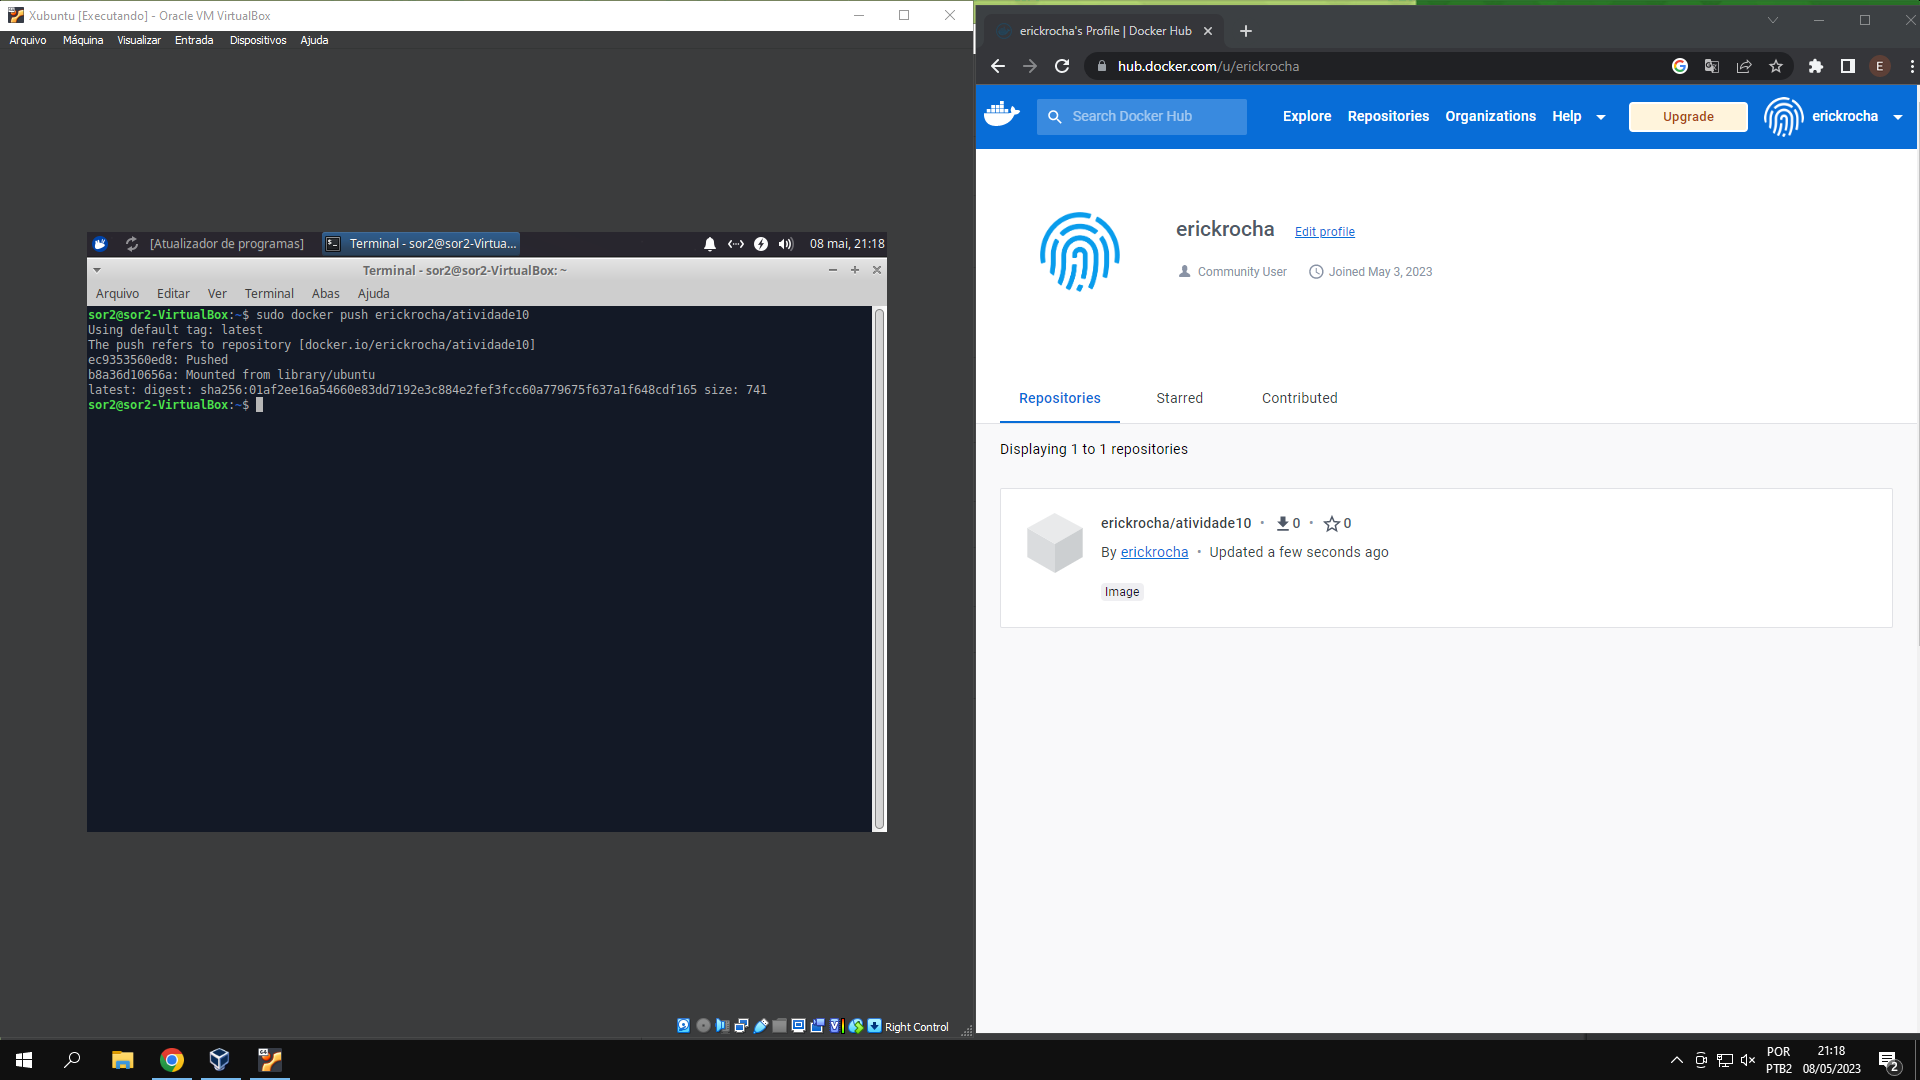 Xubuntu [Executando] - Oracle VM VirtualBox
Arquivo Máquina Visualizar Entrada Dispositivos Ajuda
[Atualizador de programas] Terminal - sor2@sor2-Virtua... 08 mai, 21:18
Terminal - sor2@sor2-VirtualBox: ~
Arquivo Editar Ver Terminal Abas Ajuda
sor2@sor2-VirtualBox:~$ sudo docker push erickrocha/atividade10
Using default tag: latest
The push refers to repository [docker.io/erickrocha/atividade10]
ec9353560ed8: Pushed
b8a36d10656a: Mounted from library/ubuntu
latest: digest: sha256:01af2ee16a54660e83dd7192e3c884e2fef3fcc60a779675f637a1f648cdf165 size: 741
sor2@sor2-VirtualBox:~$
Right Control
erickrocha's Profile | Docker Hub
hub.docker.com/u/erickrocha
E
Search Docker Hub Explore Repositories Organizations Help Upgrade erickrocha
erickrocha Edit profile
Community User Joined May 3, 2023
Repositories Starred Contributed
Displaying 1 to 1 repositories
erickrocha/atividade10 • 0 • 0
By erickrocha • Updated a few seconds ago
Image
POR 21:18
PTB2 08/05/2023 2